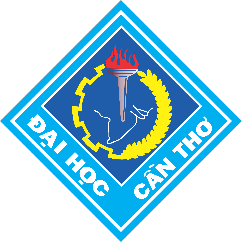 ĐẠI HỌC
CẦN THƠ